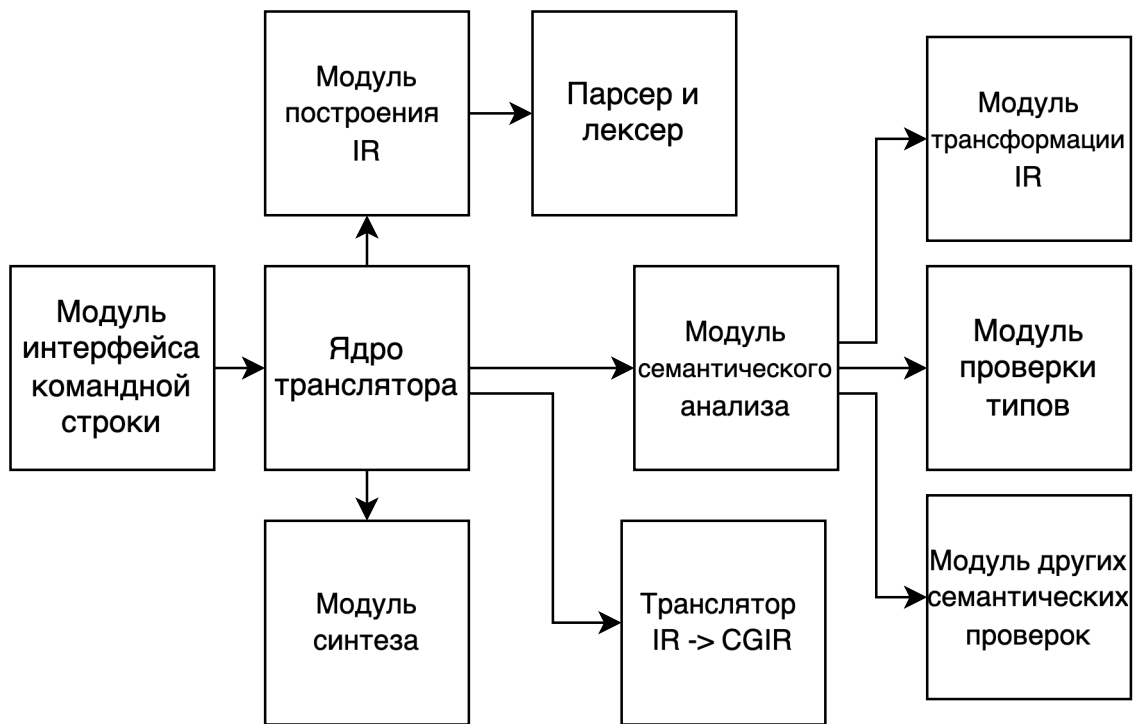 Модуль
построения
IR
Парсер и
лексер
Модуль
трансформации
IR
Модуль
интерфейса
командной
строки
Ядро
транслятора
Модуль
семантического
анализа
Модуль
проверки
типов
Модуль
синтеза
Транслятор
IR -> CGIR
Модуль других
семантических
проверок